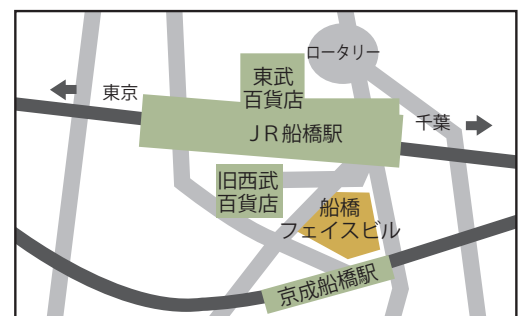 ロータリー
東武
百貨店
東京
千葉
JR船橋駅
旧西武
百貨店
船橋
フェイスビル
京成船橋駅